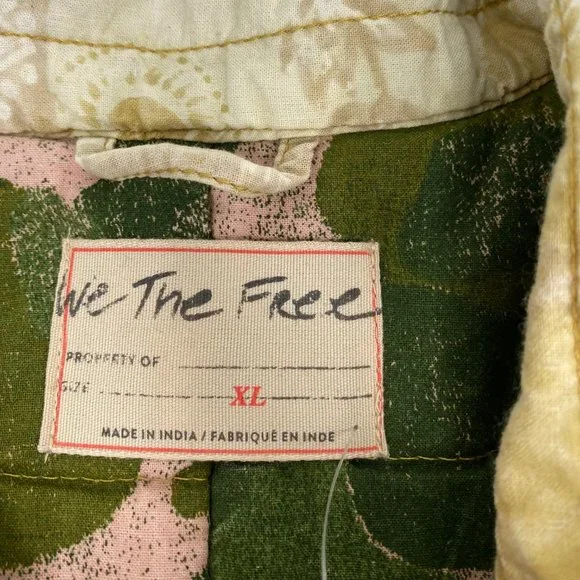 We The Free
PROPERTY OF
SIZE XL
MADE IN INDIA / FABRIQUÉ EN INDE